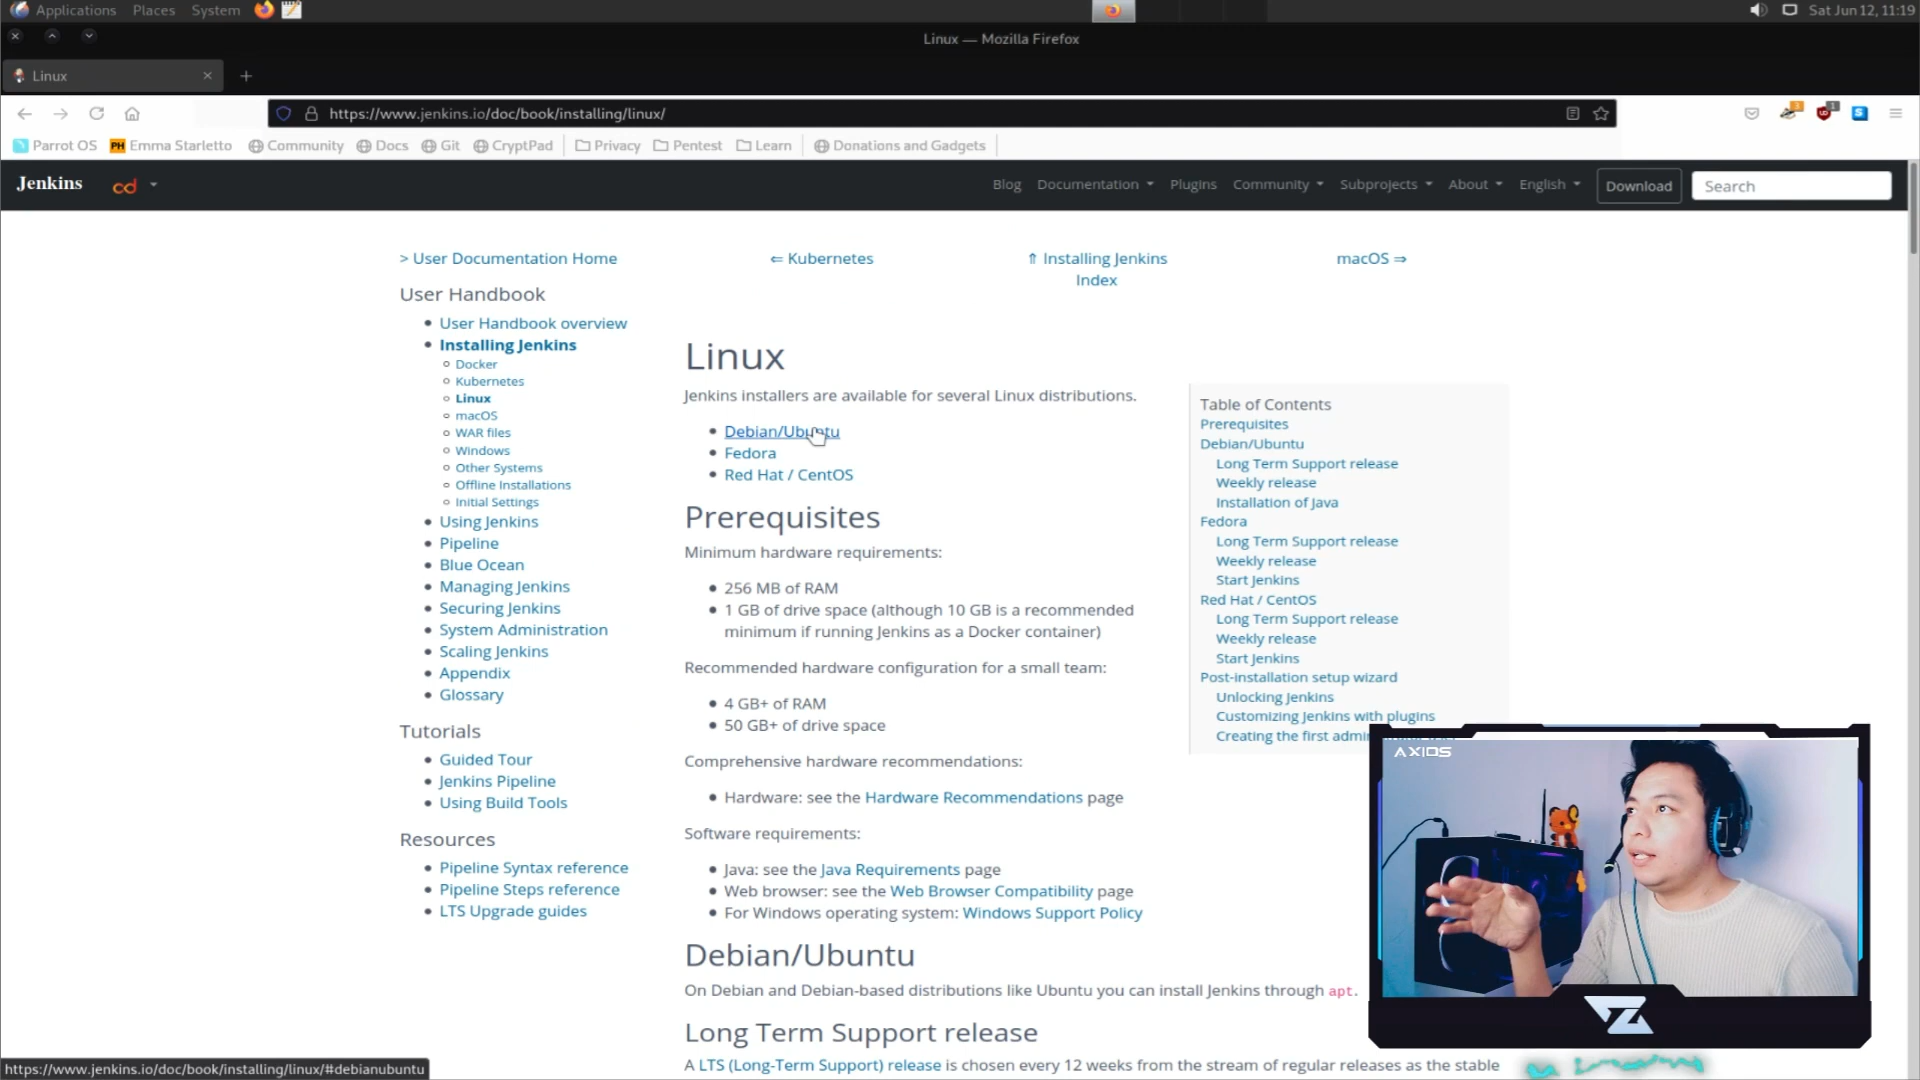 Applications Places System
Sat Jun 12, 11:19
Linux — Mozilla Firefox
Linux
https://www.jenkins.io/doc/book/installing/linux/
Parrot OS
PH Emma Starletto
Community
Docs
Git
CryptPad
Privacy
Pentest
Learn
Donations and Gadgets
Jenkins
cd
Blog Documentation Plugins Community Subprojects About English Download Search
> User Documentation Home
⇐ Kubernetes
⇑ Installing Jenkins
Index
macOS ⇒
User Handbook
User Handbook overview
Installing Jenkins
Docker
Kubernetes
Linux
macOS
WAR files
Windows
Other Systems
Offline Installations
Initial Settings
Using Jenkins
Pipeline
Blue Ocean
Managing Jenkins
Securing Jenkins
System Administration
Scaling Jenkins
Appendix
Glossary
Tutorials
Guided Tour
Jenkins Pipeline
Using Build Tools
Resources
Pipeline Syntax reference
Pipeline Steps reference
LTS Upgrade guides
Linux
Jenkins installers are available for several Linux distributions.
Debian/Ubuntu
Fedora
Red Hat / CentOS
Prerequisites
Minimum hardware requirements:
256 MB of RAM
1 GB of drive space (although 10 GB is a recommended
minimum if running Jenkins as a Docker container)
Recommended hardware configuration for a small team:
4 GB+ of RAM
50 GB+ of drive space
Comprehensive hardware recommendations:
Hardware: see the Hardware Recommendations page
Software requirements:
Java: see the Java Requirements page
Web browser: see the Web Browser Compatibility page
For Windows operating system: Windows Support Policy
Debian/Ubuntu
On Debian and Debian-based distributions like Ubuntu you can install Jenkins through apt.
Long Term Support release
A LTS (Long-Term Support) release is chosen every 12 weeks from the stream of regular releases as the stable
Table of Contents
Prerequisites
Debian/Ubuntu
Long Term Support release
Weekly release
Installation of Java
Fedora
Long Term Support release
Weekly release
Start Jenkins
Red Hat / CentOS
Long Term Support release
Weekly release
Start Jenkins
Post-installation setup wizard
Unlocking Jenkins
Customizing Jenkins with plugins
Creating the first admi
AXIOS
https://www.jenkins.io/doc/book/installing/linux/#debianubuntu